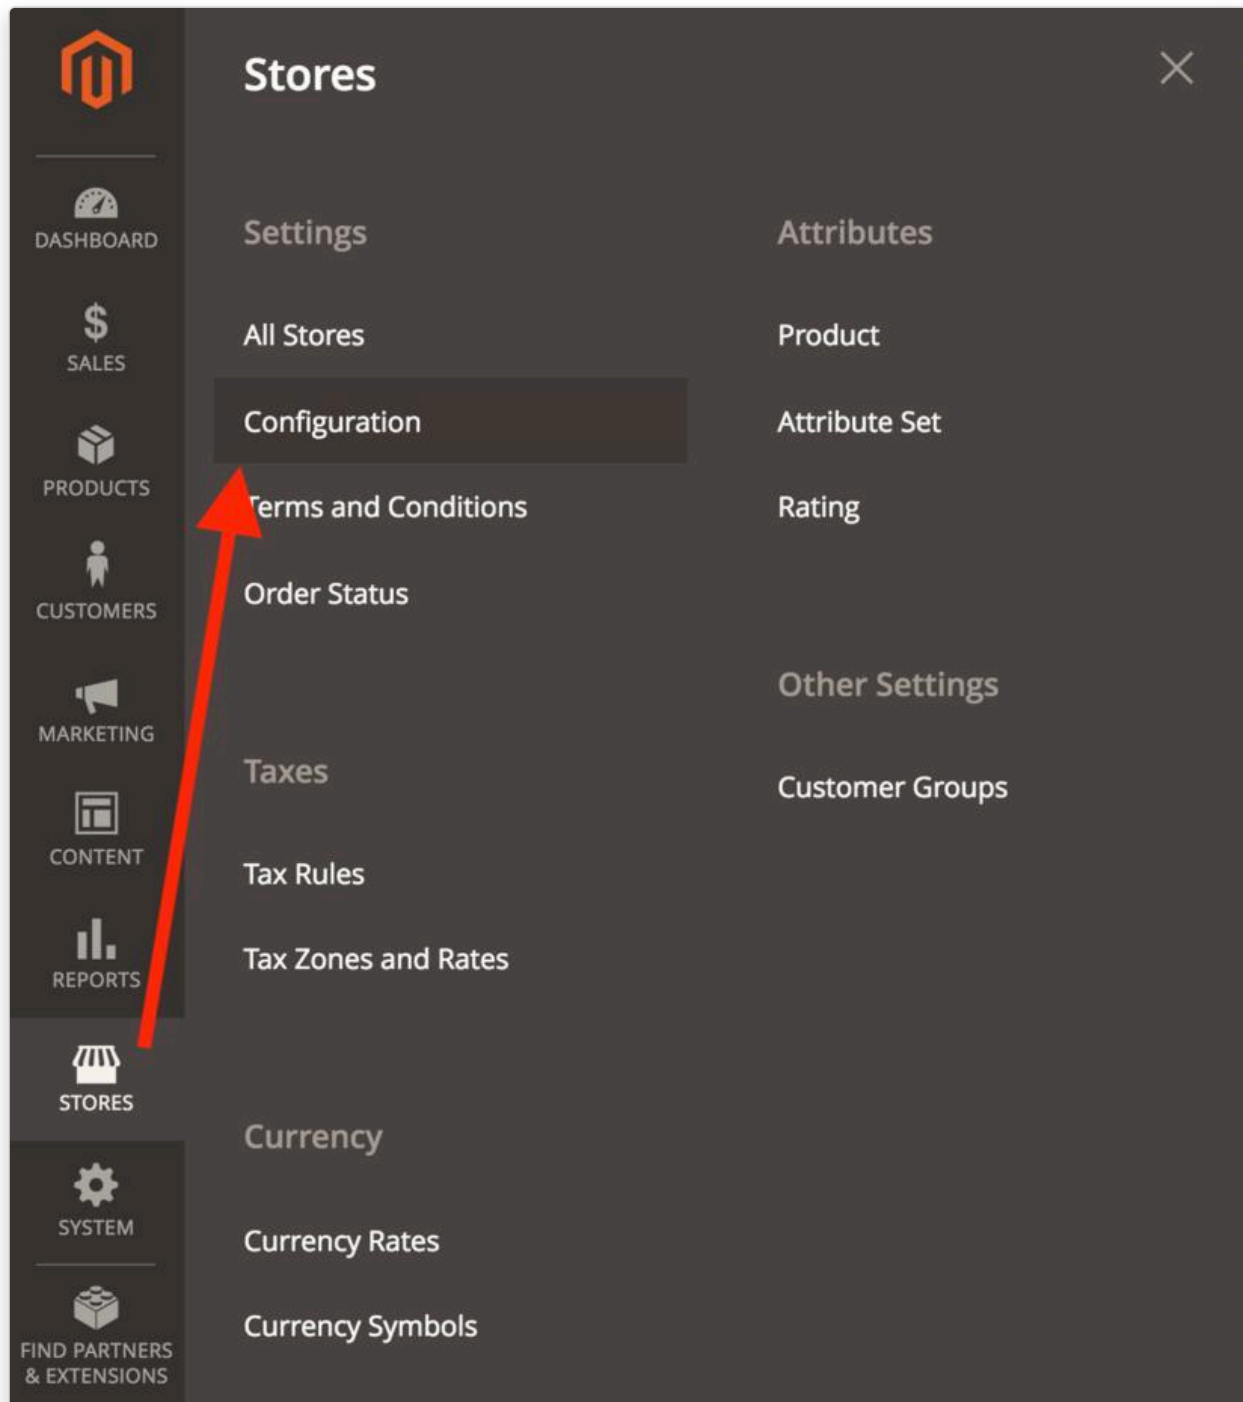 Stores
DASHBOARD
SALES
PRODUCTS
CUSTOMERS
MARKETING
CONTENT
REPORTS
STORES
SYSTEM
FIND PARTNERS
& EXTENSIONS
Settings
All Stores
Configuration
Terms and Conditions
Order Status
Taxes
Tax Rules
Tax Zones and Rates
Currency
Currency Rates
Currency Symbols
Attributes
Product
Attribute Set
Rating
Other Settings
Customer Groups